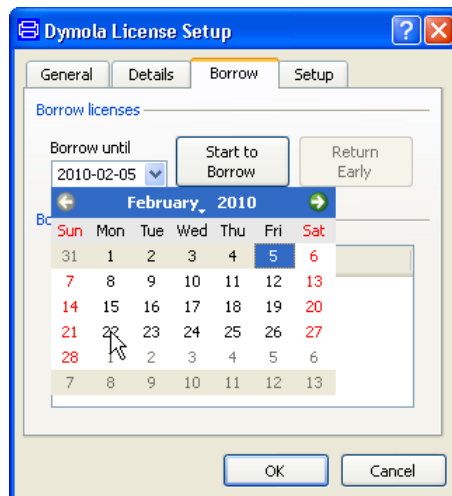 Dymola License Setup
General Details Borrow Setup
Borrow licenses
Borrow until
2010-02-05
Start to
Borrow
Return
Early
February 2010
Sun Mon Tue Wed Thu Fri Sat
31 1 2 3 4 5 6
7 8 9 10 11 12 13
14 15 16 17 18 19 20
21 22 23 24 25 26 27
28 1 2 3 4 5 6
7 8 9 10 11 12 13
OK Cancel